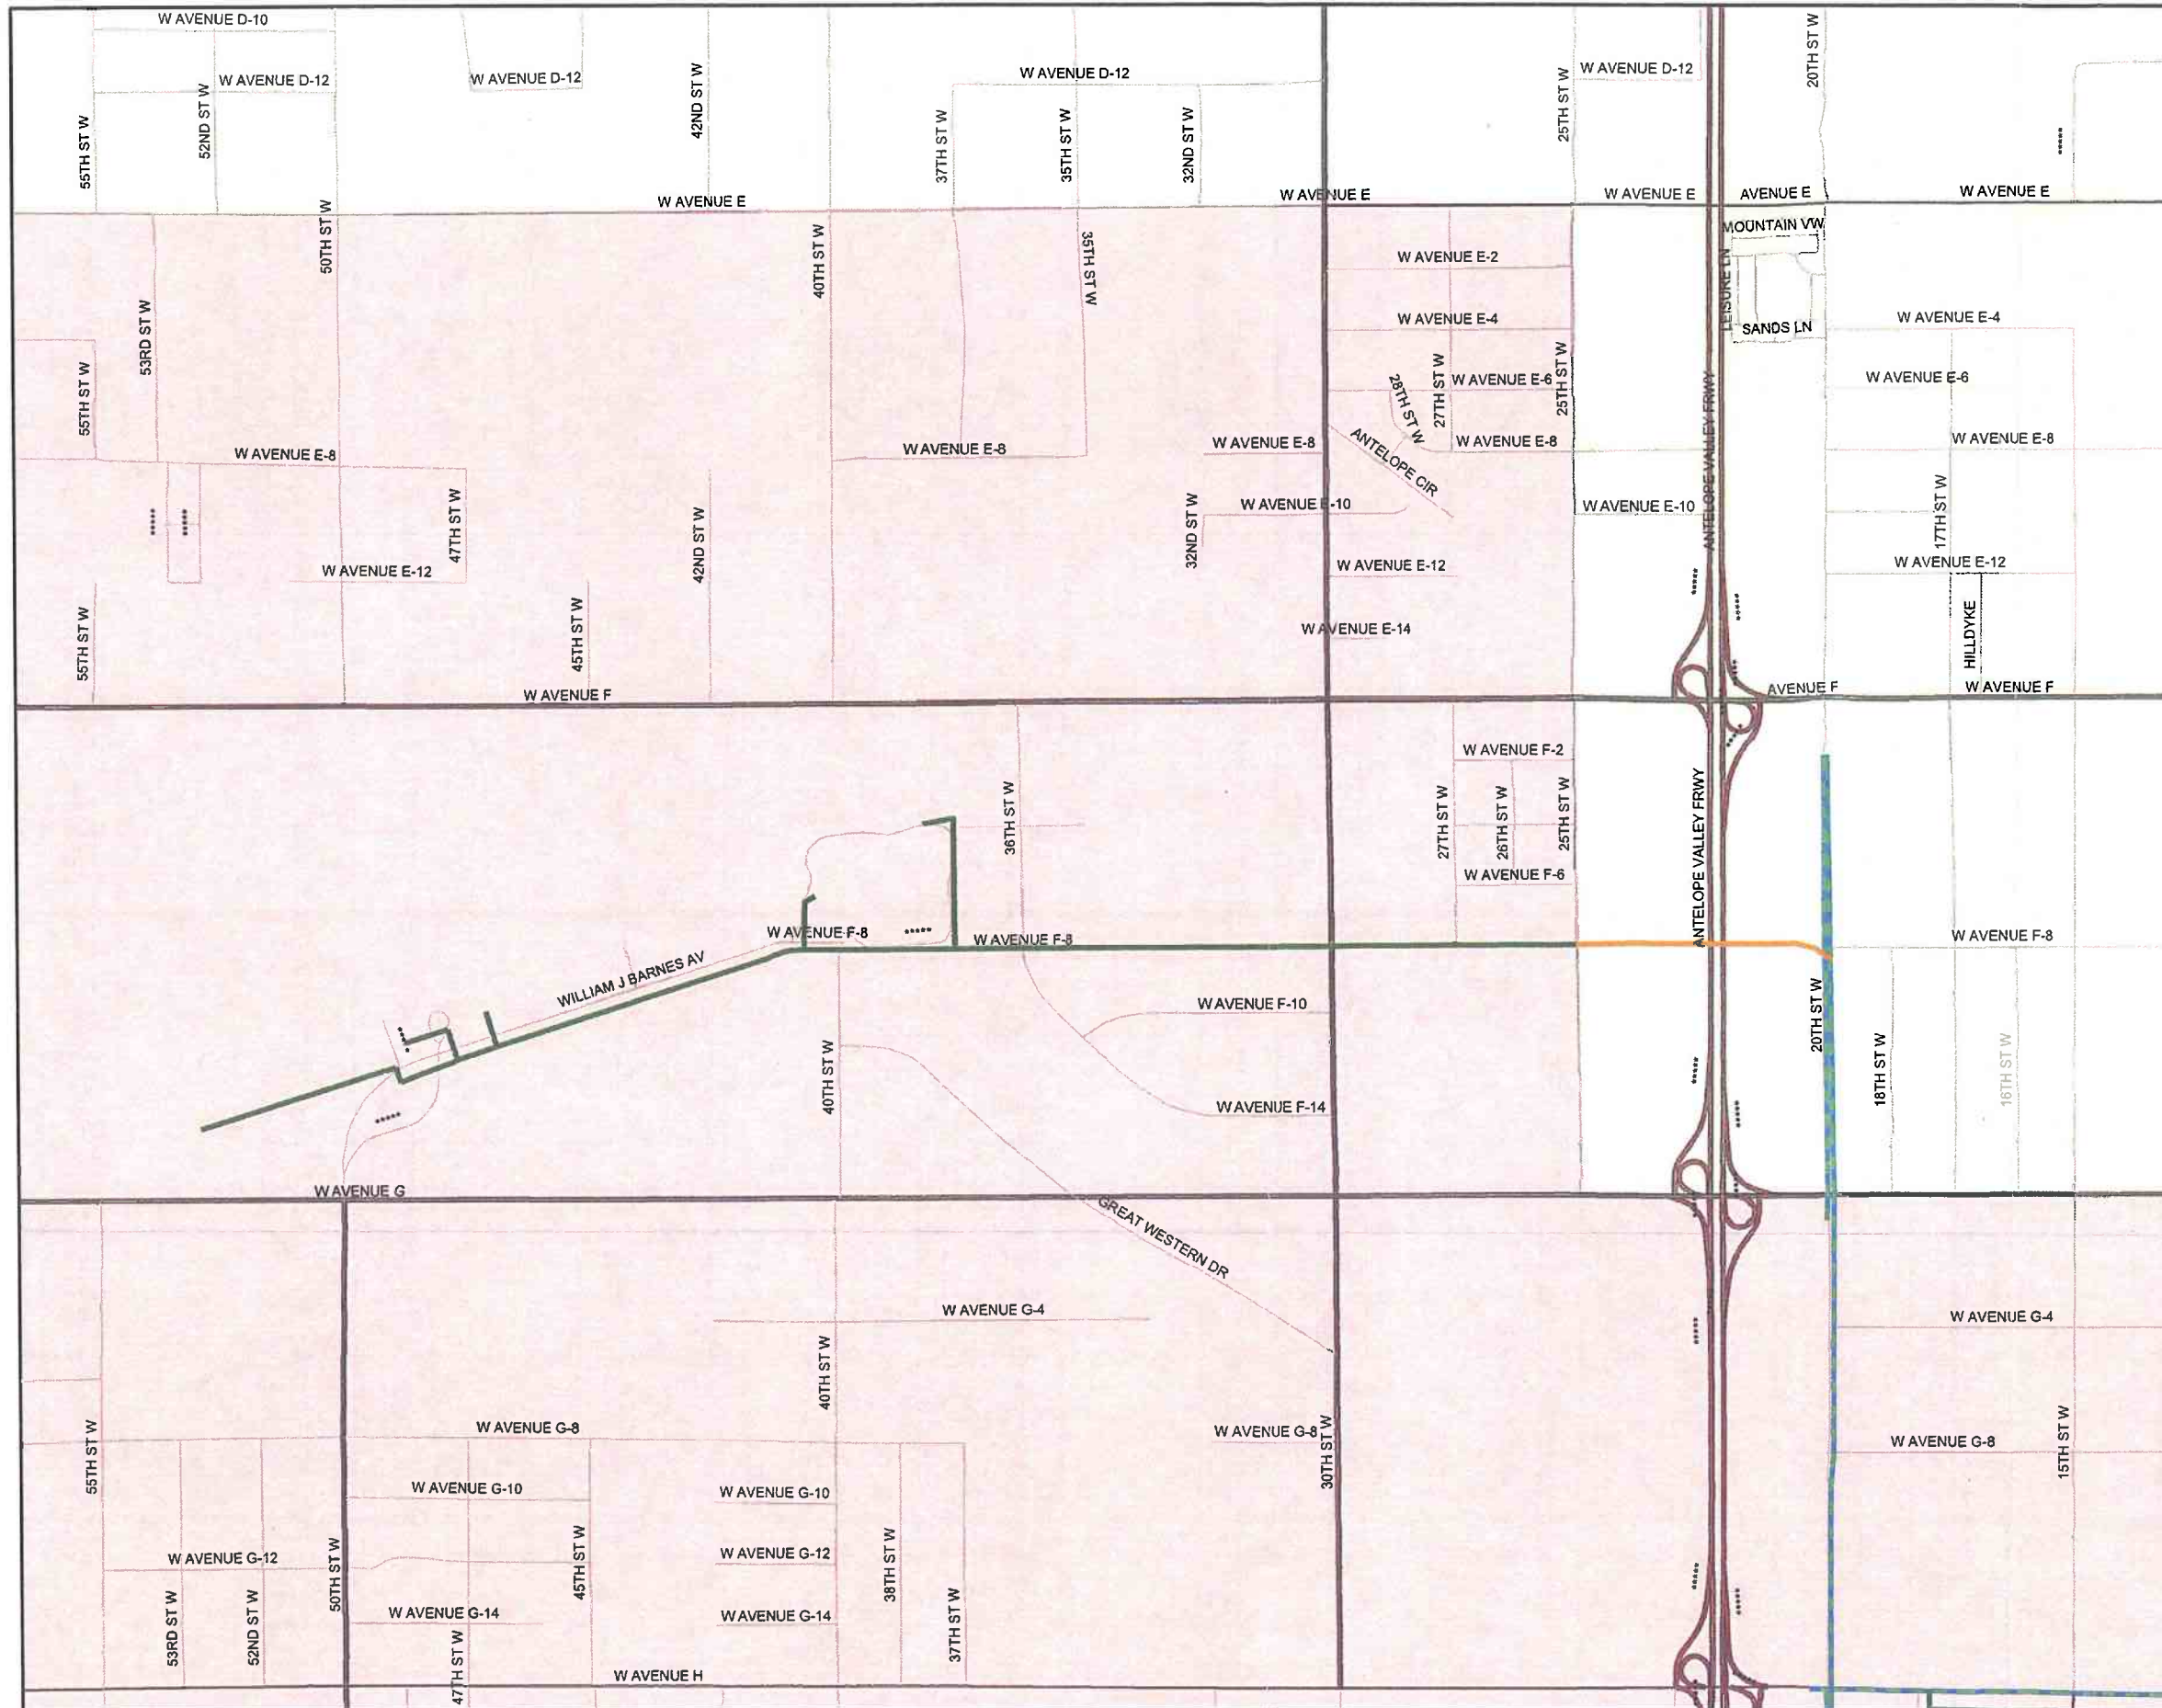 W AVENUE D-10
W AVENUE D-12
W AVENUE D-12
W AVENUE D-12
W AVENUE D-12
55TH ST W
52ND ST W
42ND ST W
37TH ST W
35TH ST W
32ND ST W
25TH ST W
20TH ST W
W AVENUE E
W AVENUE E
W AVENUE E
AVENUE E
W AVENUE E
50TH ST W
40TH ST W
35TH ST W
MOUNTAIN VW
LEISURE LN
SANDS LN
W AVENUE E-2
W AVENUE E-4
W AVENUE E-4
53RD ST W
55TH ST W
28TH ST W
27TH ST W
W AVENUE E-6
25TH ST W
W AVENUE E-6
ANTELOPE VALLEY FRWY
W AVENUE E-8
W AVENUE E-8
W AVENUE E-8
W AVENUE E-8
W AVENUE E-8
ANTELOPE CIR
47TH ST W
42ND ST W
32ND ST W
W AVENUE E-10
W AVENUE E-10
17TH ST W
W AVENUE E-12
W AVENUE E-12
W AVENUE E-12
55TH ST W
45TH ST W
W AVENUE E-14
HILLDYKE
W AVENUE F
AVENUE F
W AVENUE F
36TH ST W
W AVENUE F-2
27TH ST W
26TH ST W
25TH ST W
ANTELOPE VALLEY FRWY
W AVENUE F-6
W AVENUE F-8
W AVENUE F-8
W AVENUE F-8
WILLIAM J BARNES AV
W AVENUE F-10
40TH ST W
20TH ST W
18TH ST W
16TH ST W
W AVENUE F-14
W AVENUE G
GREAT WESTERN DR
W AVENUE G-4
W AVENUE G-4
40TH ST W
55TH ST W
W AVENUE G-8
W AVENUE G-8
30TH ST W
W AVENUE G-8
15TH ST W
W AVENUE G-10
W AVENUE G-10
W AVENUE G-12
50TH ST W
45TH ST W
W AVENUE G-12
38TH ST W
53RD ST W
52ND ST W
W AVENUE G-14
W AVENUE G-14
37TH ST W
47TH ST W
W AVENUE H